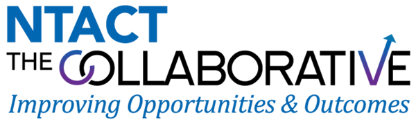 NTACT
THE COLLABORATIVE
Improving Opportunities & Outcomes